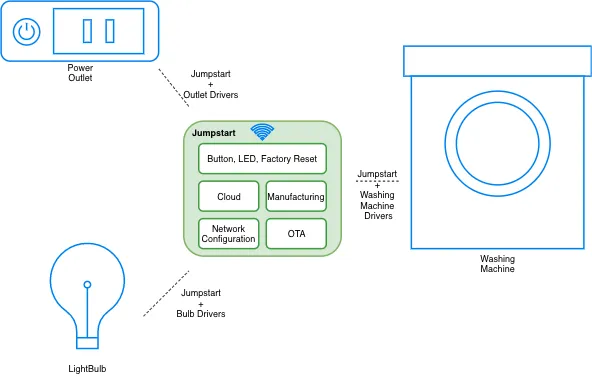 Power
Outlet
Jumpstart
+
Outlet Drivers
Jumpstart
Button, LED, Factory Reset
Cloud
Manufacturing
Network
Configuration
OTA
Jumpstart
+
Washing
Machine
Drivers
Washing
Machine
Jumpstart
+
Bulb Drivers
LightBulb